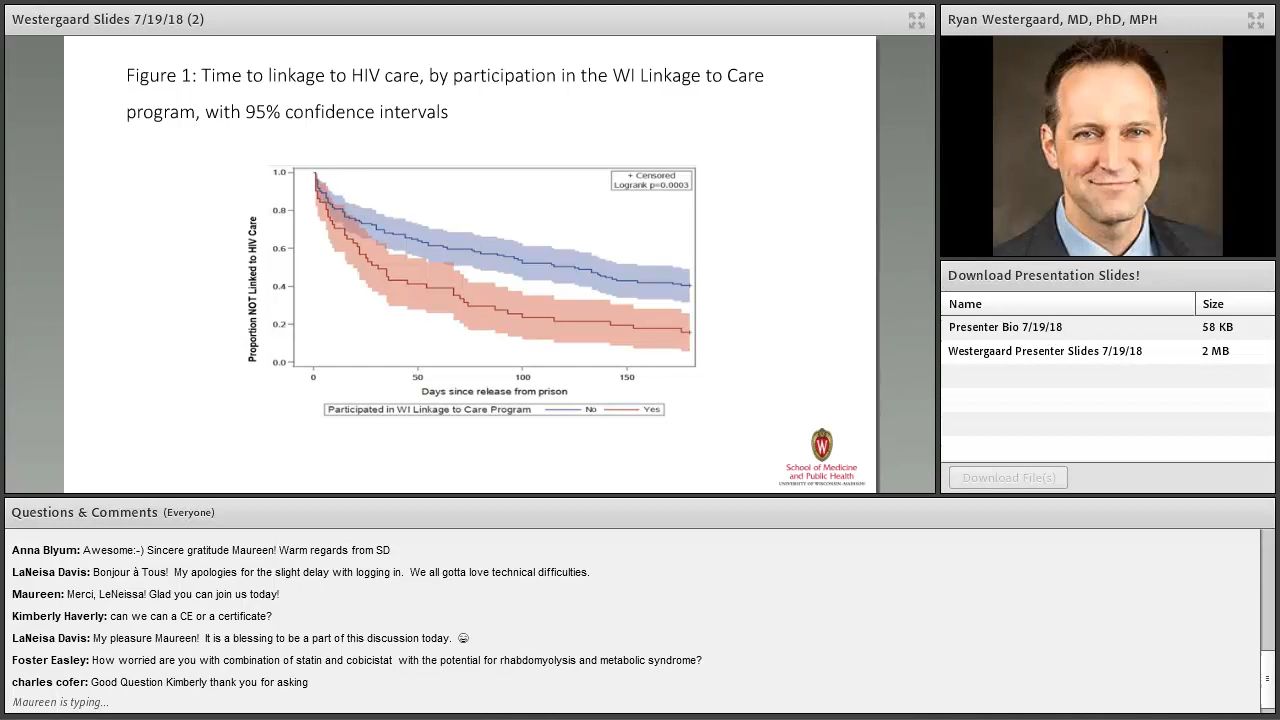 Westergaard Slides 7/19/18 (2)
Figure 1: Time to linkage to HIV care, by participation in the WI Linkage to Care
program, with 95% confidence intervals
1.0
0.8
0.6
0.4
0.2
0.0
Proportion NOT Linked to HIV Care
+ Censored
Logrank p=0.0003
0
50
100
150
Days since release from prison
Participated in WI Linkage to Care Program No Yes
W
School of Medicine
and Public Health
UNIVERSITY OF WISCONSIN-MADISON
Ryan Westergaard, MD, PhD, MPH
Download Presentation Slides!
Name Size
Presenter Bio 7/19/18 58 KB
Westergaard Presenter Slides 7/19/18 2 MB
Download File(s)
Questions & Comments (Everyone)
Anna Blyum: Awesome:-) Sincere gratitude Maureen! Warm regards from SD
LaNeisa Davis: Bonjour à Tous! My apologies for the slight delay with logging in. We all gotta love technical difficulties.
Maureen: Merci, LeNeissa! Glad you can join us today!
Kimberly Haverly: can we can a CE or a certificate?
LaNeisa Davis: My pleasure Maureen! It is a blessing to be a part of this discussion today.
Foster Easley: How worried are you with combination of statin and cobicistat with the potential for rhabdomyolysis and metabolic syndrome?
charles cofer: Good Question Kimberly thank you for asking
Maureen is typing...